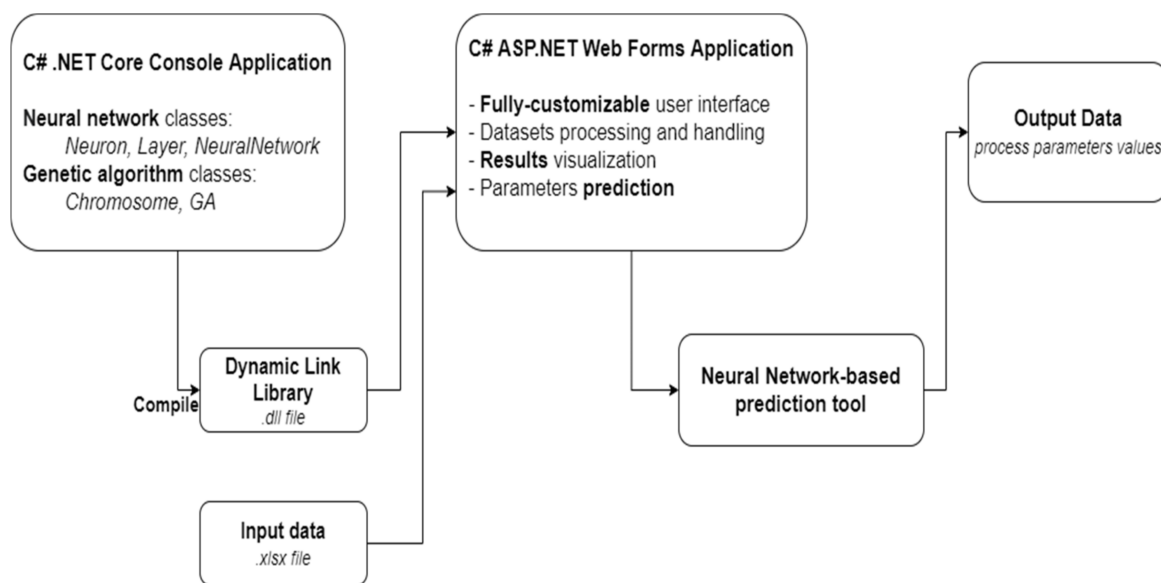 C# .NET Core Console Application
Neural network classes:
Neuron, Layer, NeuralNetwork
Genetic algorithm classes:
Chromosome, GA
C# ASP.NET Web Forms Application
- Fully-customizable user interface
- Datasets processing and handling
- Results visualization
- Parameters prediction
Output Data
process parameters values
Compile
Dynamic Link
Library
.dll file
Neural Network-based
prediction tool
Input data
.xlsx file